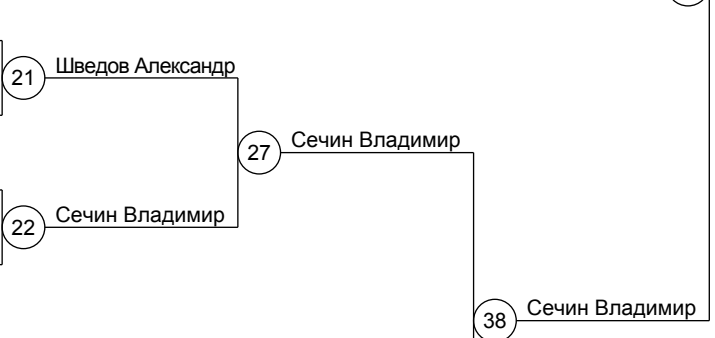 21
Шведов Александр
27
Сечин Владимир
22
Сечин Владимир
38
Сечин Владимир